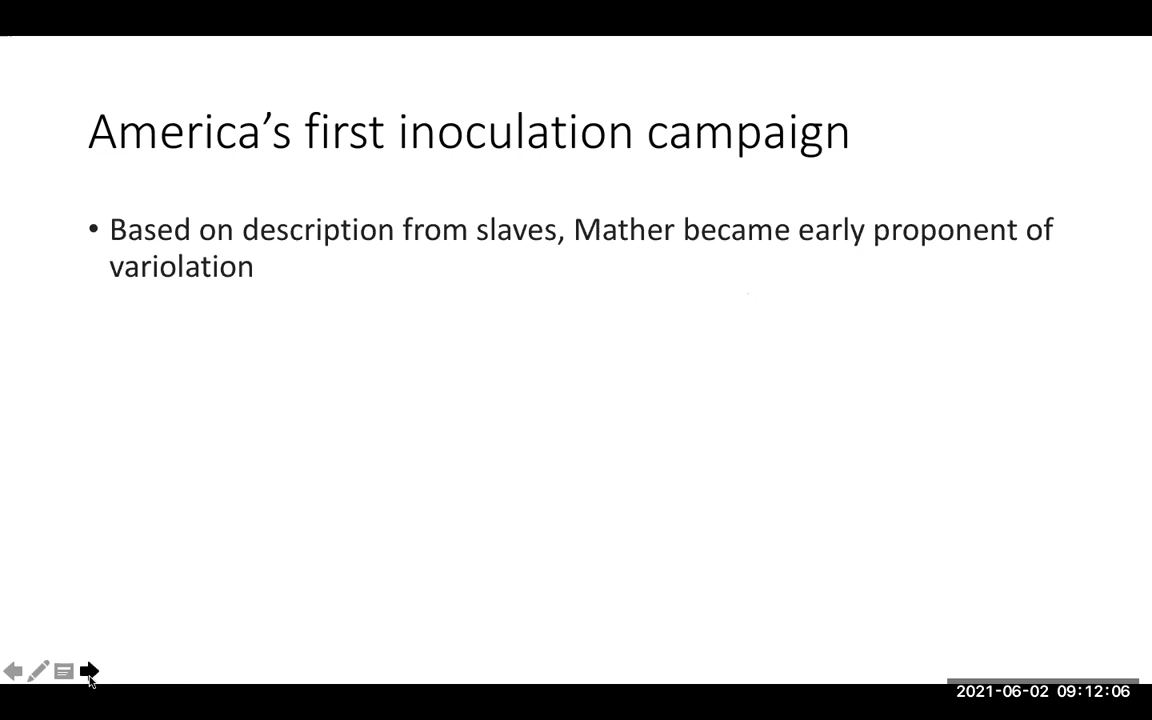 America’s first inoculation campaign
• Based on description from slaves, Mather became early proponent of
variolation
2021-06-02 09:12:06